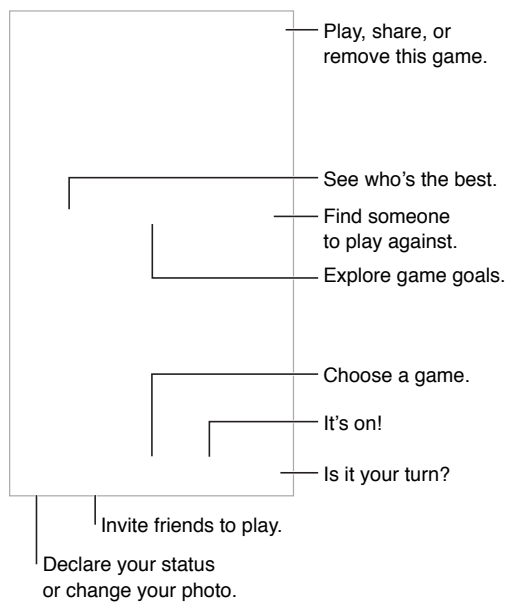 Play, share, or
remove this game.
See who's the best.
Find someone
to play against.
Explore game goals.
Choose a game.
It's on!
Is it your turn?
Invite friends to play.
Declare your status
or change your photo.